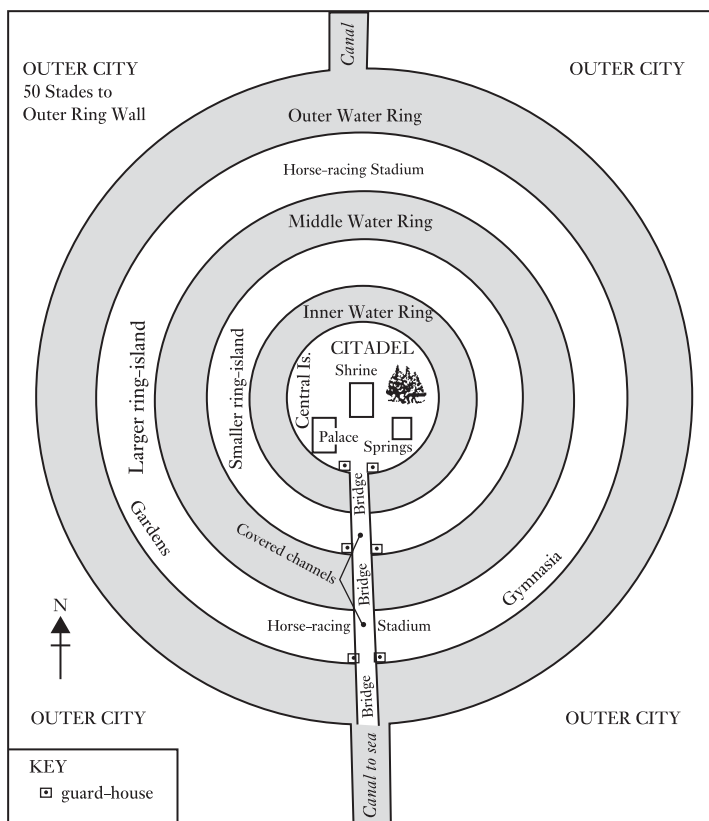 Canal
OUTER CITY
50 Stades to
Outer Ring Wall
OUTER CITY
Outer Water Ring
Horse-racing Stadium
Middle Water Ring
Inner Water Ring
CITADEL
Shrine
Central Is.
Palace
Springs
Larger ring-island
Smaller ring-island
Bridge
Gardens
Covered channels
Bridge
Gymnasia
N
Horse-racing Stadium
Bridge
OUTER CITY
OUTER CITY
Canal to sea
KEY
guard-house